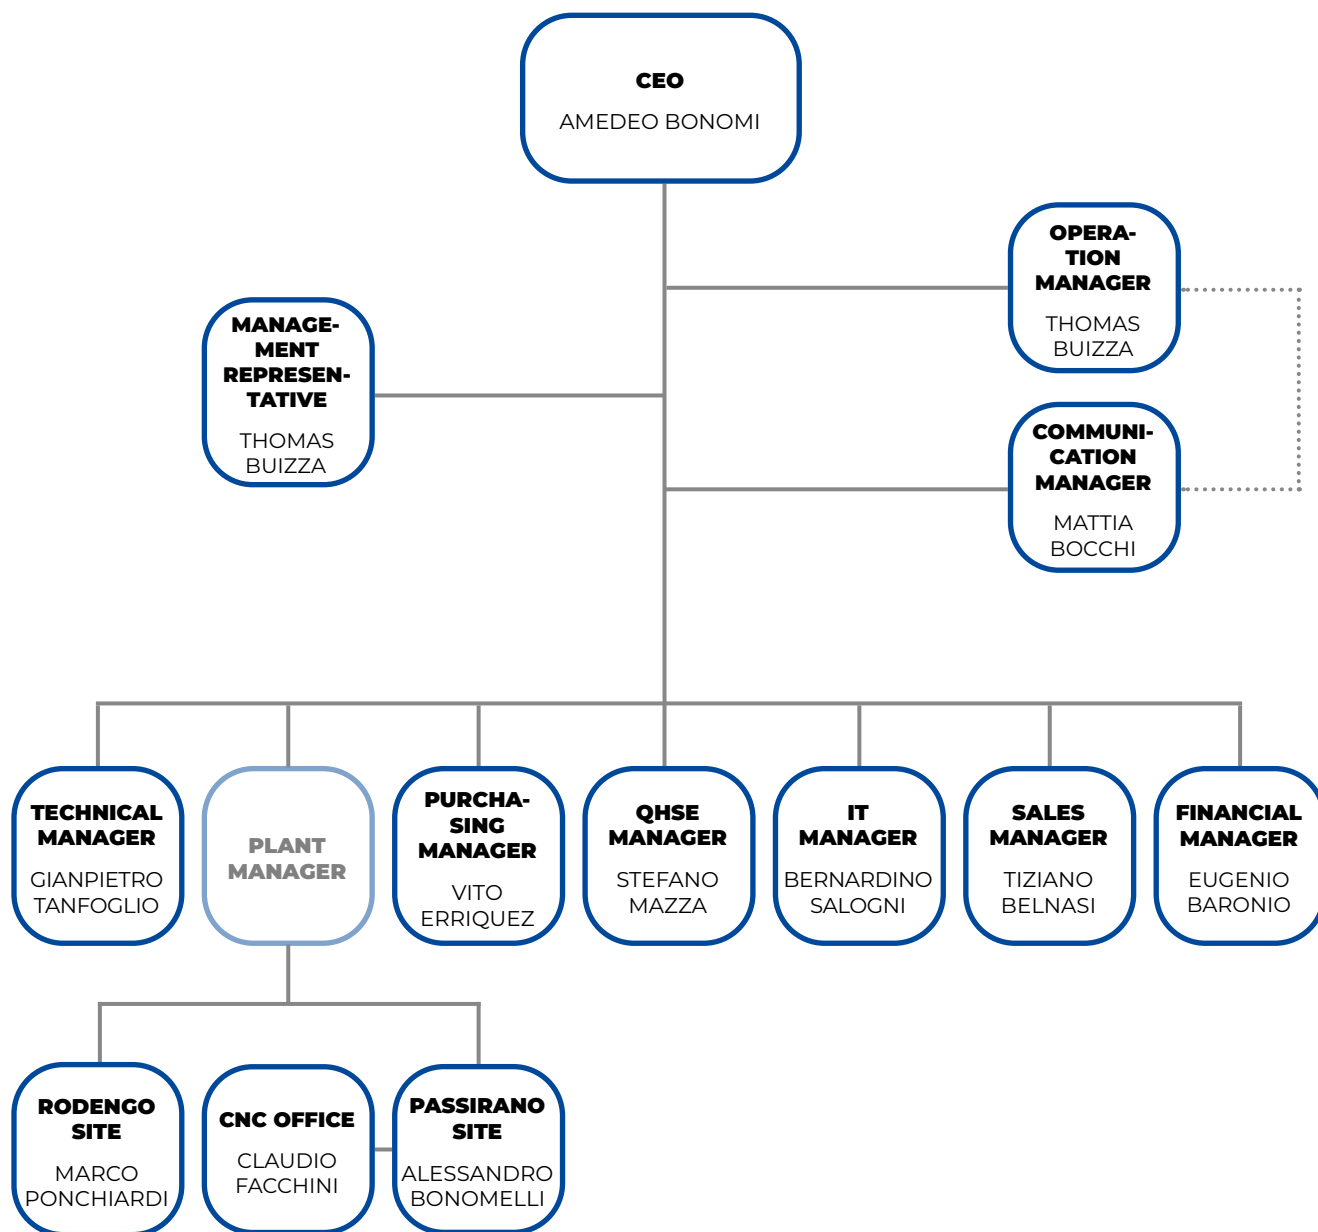 CEO
AMEDEO BONOMI
OPERA-
TION
MANAGER
THOMAS
BUIZZA
MANAGE-
MENT
REPRESEN-
TATIVE
THOMAS
BUIZZA
COMMUNI-
CATION
MANAGER
MATTIA
BOCCHI
TECHNICAL
MANAGER
GIANPIETRO
TANFOGLIO
PLANT
MANAGER
PURCHA-
SING
MANAGER
VITO
ERRIQUEZ
QHSE
MANAGER
STEFANO
MAZZA
IT
MANAGER
BERNARDINO
SALOGNI
SALES
MANAGER
TIZIANO
BELNASI
FINANCIAL
MANAGER
EUGENIO
BARONIO
RODENGO
SITE
MARCO
PONCHIARDI
CNC OFFICE
CLAUDIO
FACCHINI
PASSIRANO
SITE
ALESSANDRO
BONOMELLI